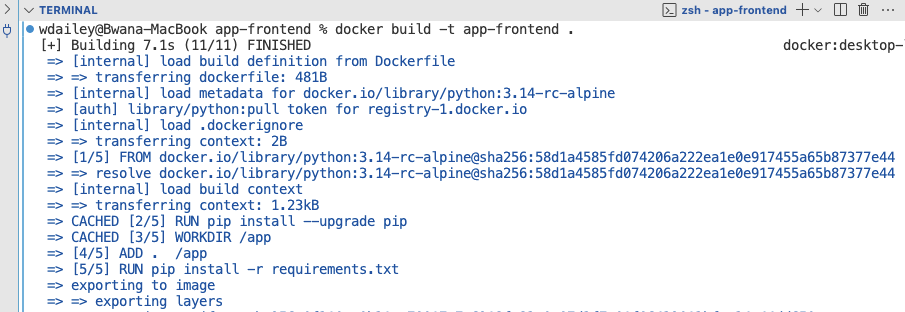 TERMINAL
zsh - app-frontend
wdailey@Bwana-MacBook app-frontend % docker build -t app-frontend .
[+] Building 7.1s (11/11) FINISHED docker:desktop-
=> [internal] load build definition from Dockerfile
=> => transferring dockerfile: 481B
=> [internal] load metadata for docker.io/library/python:3.14-rc-alpine
=> [auth] library/python:pull token for registry-1.docker.io
=> [internal] load .dockerignore
=> => transferring context: 2B
=> [1/5] FROM docker.io/library/python:3.14-rc-alpine@sha256:58d1a4585fd074206a222ea1e0e917455a65b87377e44
=> => resolve docker.io/library/python:3.14-rc-alpine@sha256:58d1a4585fd074206a222ea1e0e917455a65b87377e44
=> [internal] load build context
=> => transferring context: 1.23kB
=> CACHED [2/5] RUN pip install --upgrade pip
=> CACHED [3/5] WORKDIR /app
=> [4/5] ADD . /app
=> [5/5] RUN pip install -r requirements.txt
=> exporting to image
=> => exporting layers